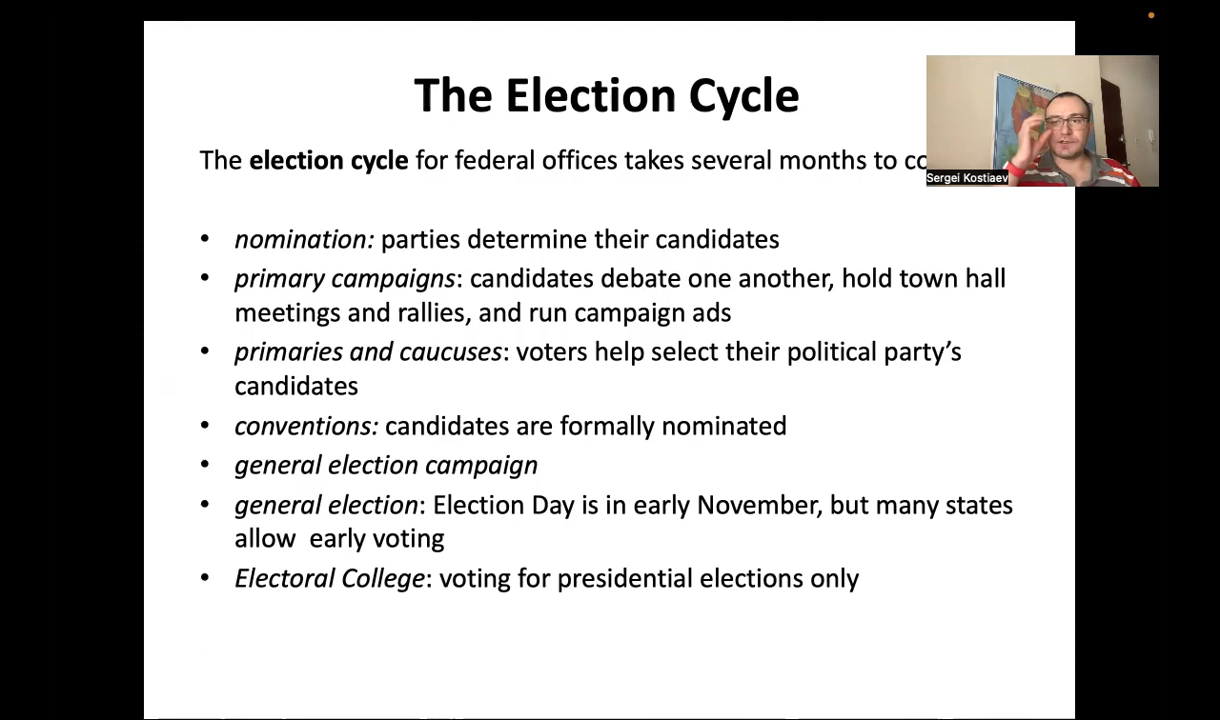 The Election Cycle
The election cycle for federal offices takes several months to
Sergei Kostiaev
• nomination: parties determine their candidates
• primary campaigns: candidates debate one another, hold town hall
meetings and rallies, and run campaign ads
• primaries and caucuses: voters help select their political party’s
candidates
• conventions: candidates are formally nominated
• general election campaign
• general election: Election Day is in early November, but many states
allow  early voting
• Electoral College: voting for presidential elections only